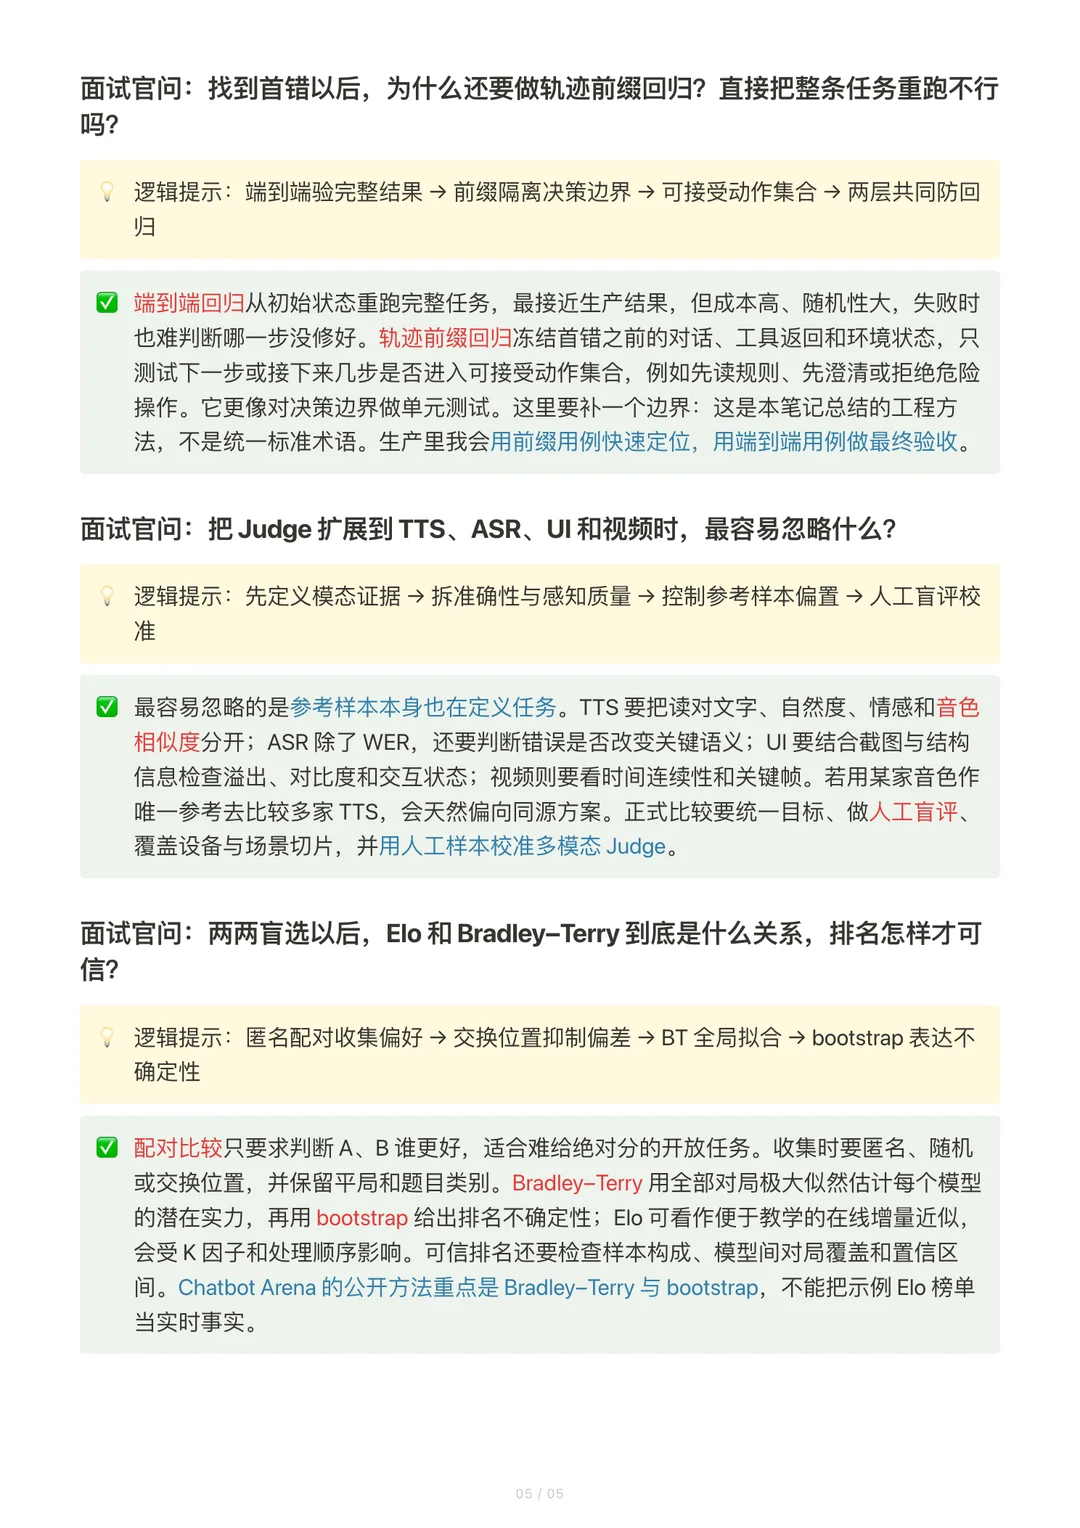 面试官问：找到首错以后，为什么还要做轨迹前缀回归？直接把整条任务重跑不行
吗？
逻辑提示：端到端验完整结果 → 前缀隔离决策边界 → 可接受动作集合 → 两层共同防回
归
端到端回归从初始状态重跑完整任务，最接近生产结果，但成本高、随机性大，失败时
也难判断哪一步没修好。轨迹前缀回归冻结首错之前的对话、工具返回和环境状态，只
测试下一步或接下来几步是否进入可接受动作集合，例如先读规则、先澄清或拒绝危险
操作。它更像对决策边界做单元测试。这里要补一个边界：这是本笔记总结的工程方
法，不是统一标准术语。生产里我会用前缀用例快速定位，用端到端用例做最终验收。
面试官问：把 Judge 扩展到 TTS、ASR、UI 和视频时，最容易忽略什么？
逻辑提示：先定义模态证据 → 拆准确性与感知质量 → 控制参考样本偏置 → 人工盲评校
准
最容易忽略的是参考样本本身也在定义任务。TTS 要把读对文字、自然度、情感和音色
相似度分开；ASR 除了 WER，还要判断错误是否改变关键语义；UI 要结合截图与结构
信息检查溢出、对比度和交互状态；视频则要看时间连续性和关键帧。若用某家音色作
唯一参考去比较多家 TTS，会天然偏向同源方案。正式比较要统一目标、做人工盲评、
覆盖设备与场景切片，并用人工样本校准多模态 Judge。
面试官问：两两盲选以后，Elo 和 Bradley–Terry 到底是什么关系，排名怎样才可
信？
逻辑提示：匿名配对收集偏好 → 交换位置抑制偏差 → BT 全局拟合 → bootstrap 表达不
确定性
配对比较只要求判断 A、B 谁更好，适合难给绝对分的开放任务。收集时要匿名、随机
或交换位置，并保留平局和题目类别。Bradley–Terry 用全部对局极大似然估计每个模型
的潜在实力，再用 bootstrap 给出排名不确定性；Elo 可看作便于教学的在线增量近似，
会受 K 因子和处理顺序影响。可信排名还要检查样本构成、模型间对局覆盖和置信区
间。Chatbot Arena 的公开方法重点是 Bradley–Terry 与 bootstrap，不能把示例 Elo 榜单
当实时事实。
05 / 05